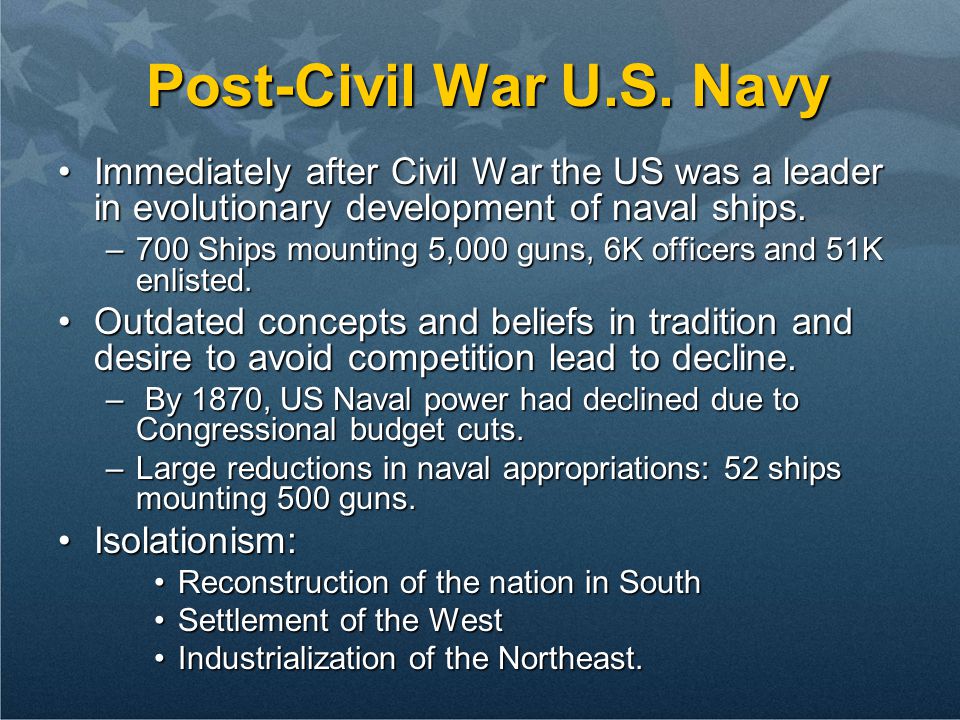 Post-Civil War U.S. Navy
• Immediately after Civil War the US was a leader
in evolutionary development of naval ships.
– 700 Ships mounting 5,000 guns, 6K officers and 51K
enlisted.
• Outdated concepts and beliefs in tradition and
desire to avoid competition lead to decline.
– By 1870, US Naval power had declined due to
Congressional budget cuts.
– Large reductions in naval appropriations: 52 ships
mounting 500 guns.
• Isolationism:
• Reconstruction of the nation in South
• Settlement of the West
• Industrialization of the Northeast.